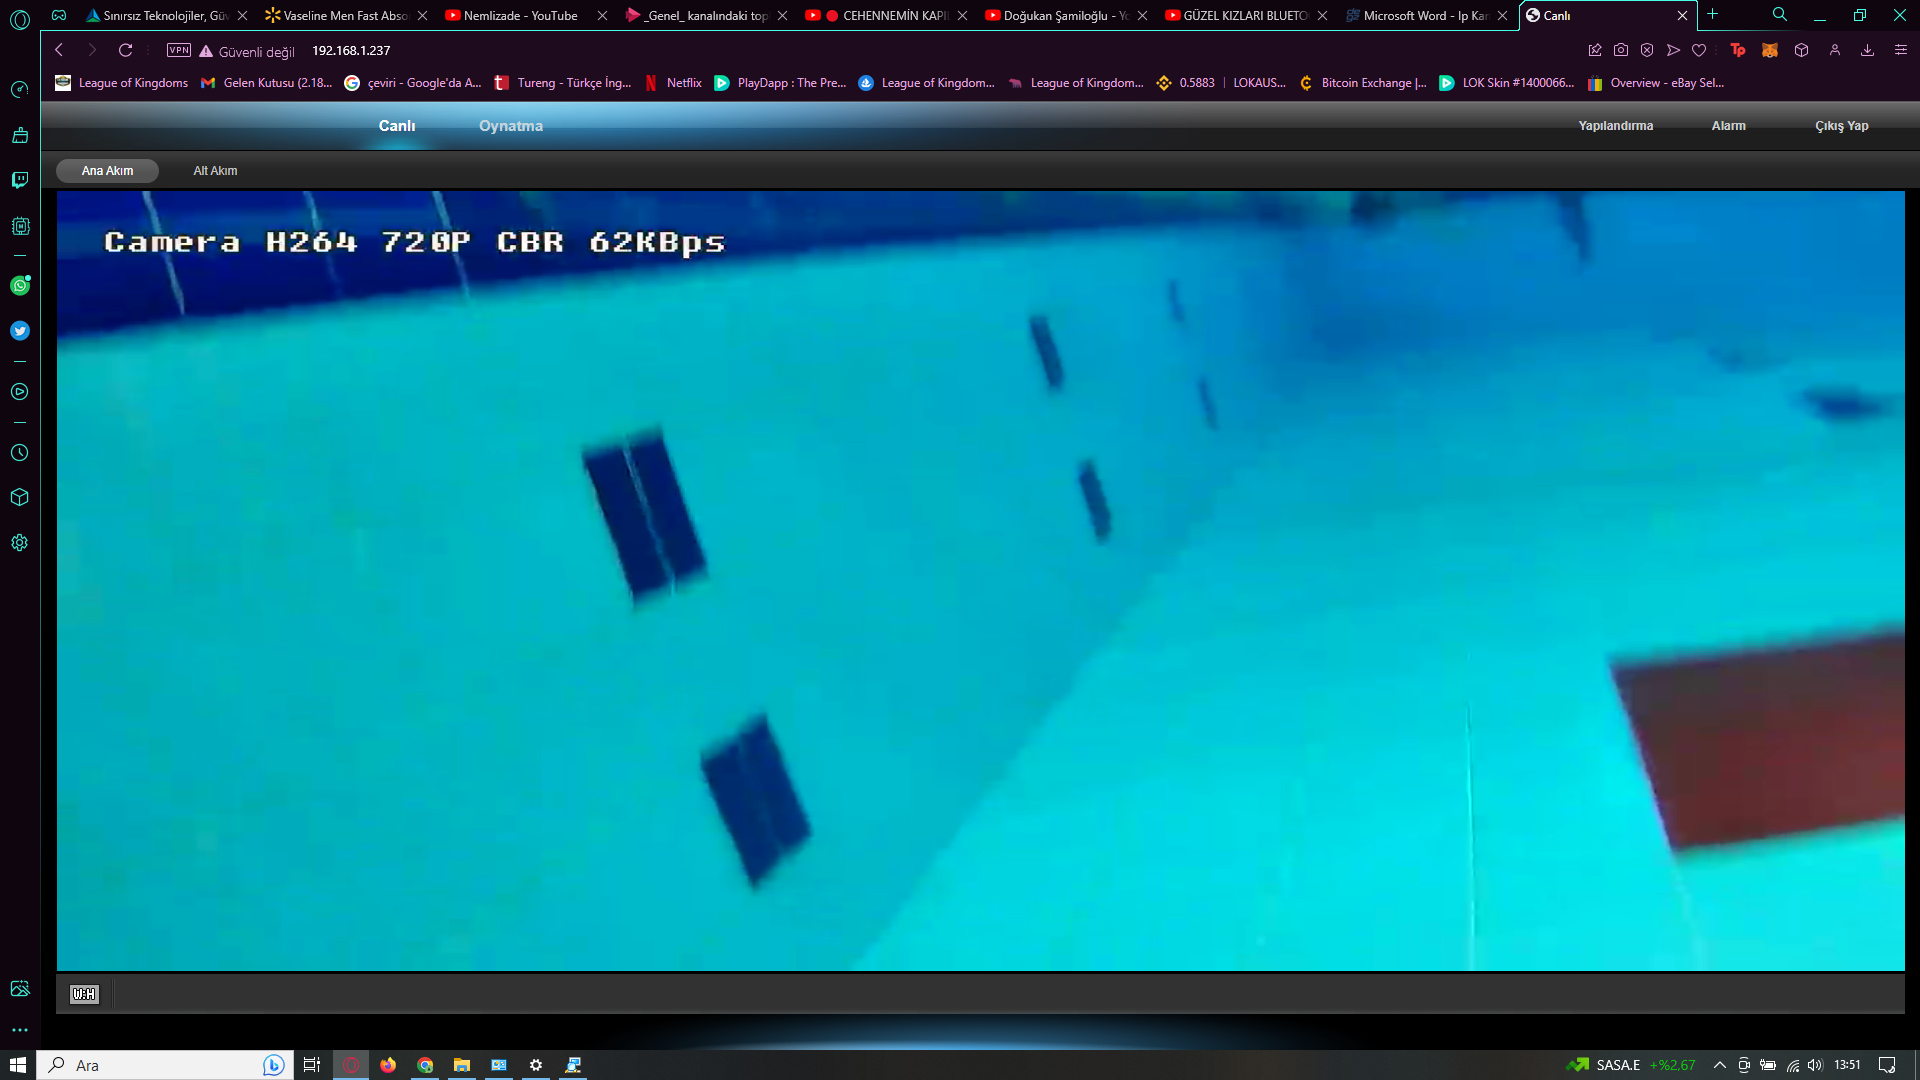 Sınırsız Teknolojiler, Güv
Vaseline Men Fast Abso
Nemlizade - YouTube
_Genel_ kanalındaki top
CEHENNEMİN KAPI
Doğukan Şamiloğlu - Yo
GÜZEL KIZLARI BLUETO
Microsoft Word - Ip Kam
Canlı
VPN
Güvenli değil
192.168.1.237
League of Kingdoms
Gelen Kutusu (2.18...
çeviri - Google'da A...
Tureng - Türkçe İng...
Netflix
PlayDapp : The Pre...
League of Kingdom...
League of Kingdom...
0.5883 | LOKAUS...
Bitcoin Exchange |...
LOK Skin #1400066...
Overview - eBay Sel...
Canlı
Oynatma
Yapılandırma
Alarm
Çıkış Yap
Ana Akım
Alt Akım
Camera H264 720P CBR 62KBps
W:H
Ara
SASA.E +%2,67
13:51